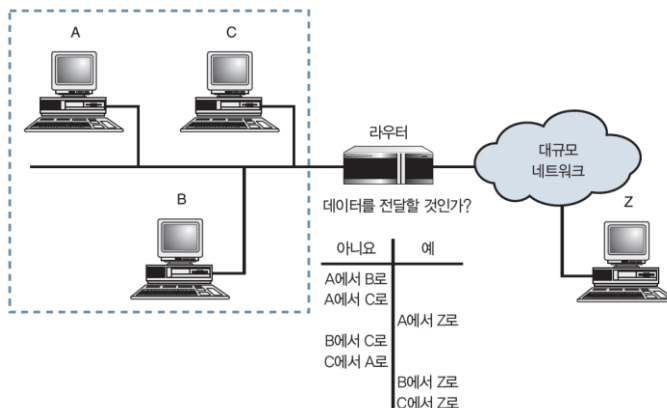 A
C
B
라우터
데이터를 전달할 것인가?
대규모
네트워크
Z
아니요 예
A에서 B로
A에서 C로
A에서 Z로
B에서 C로
C에서 A로
B에서 Z로
C에서 Z로